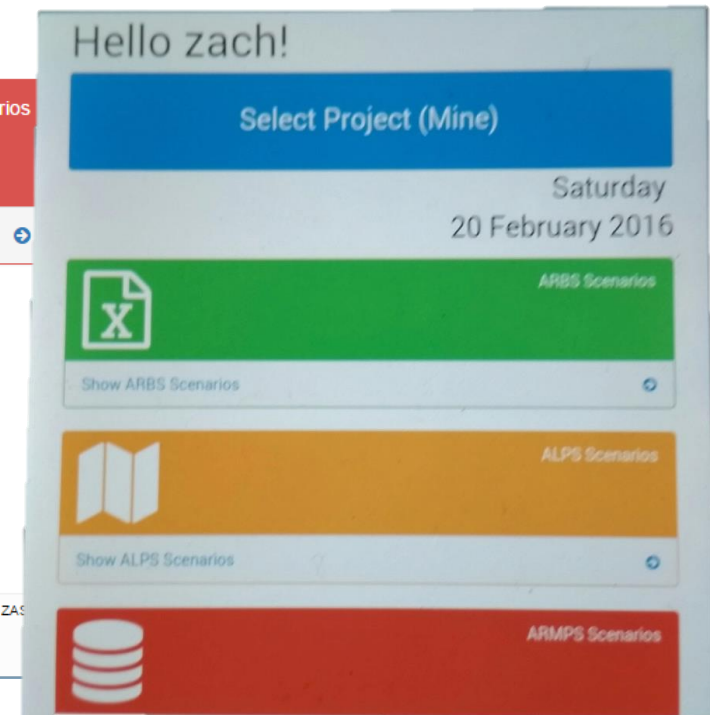 Hello zach!
Select Project (Mine)
Saturday
20 February 2016
ARBS Scenarios
X
Show ARBS Scenarios
ALPS Scenarios
Show ALPS Scenarios
ARMPS Scenarios
rios
ZAS